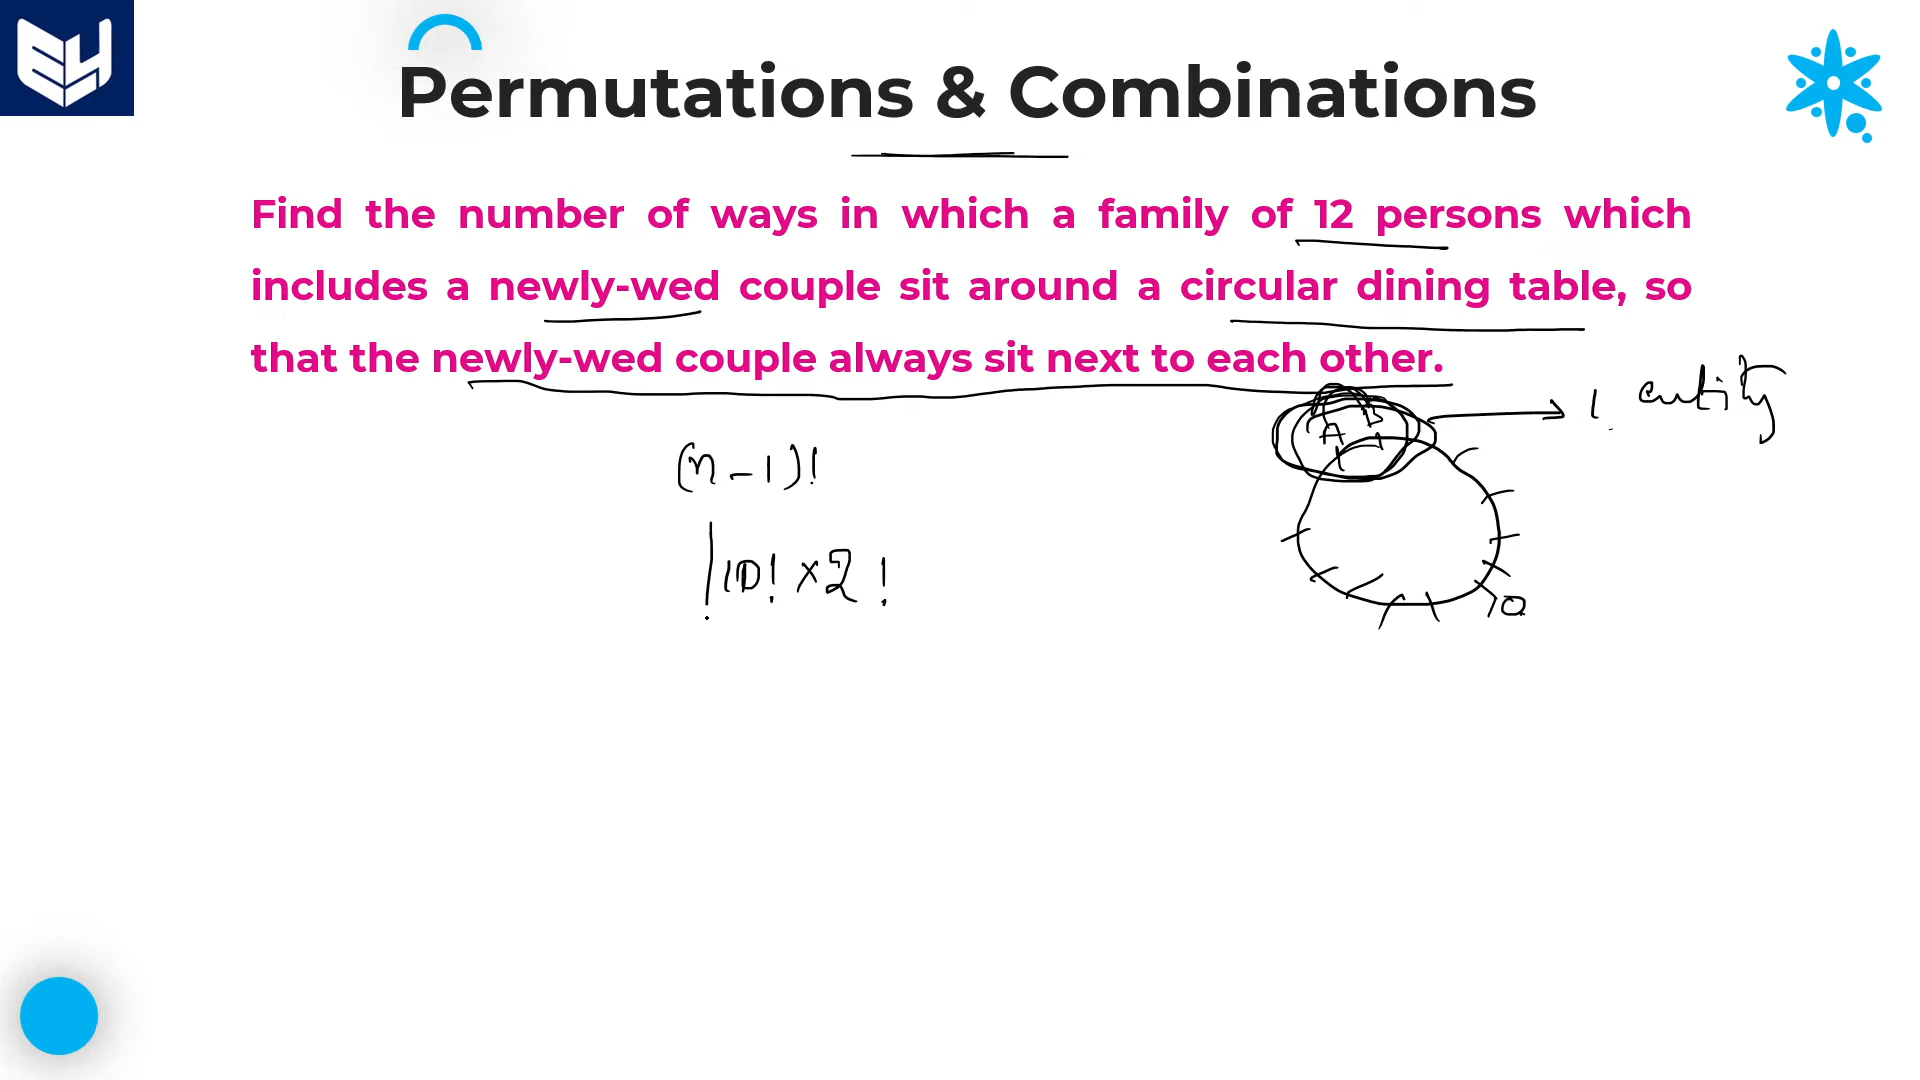 Permutations & Combinations
Find the number of ways in which a family of 12 persons which
includes a newly-wed couple sit around a circular dining table, so
that the newly-wed couple always sit next to each other.
1 entity
A B
(n-1)!
10! × 2!
10